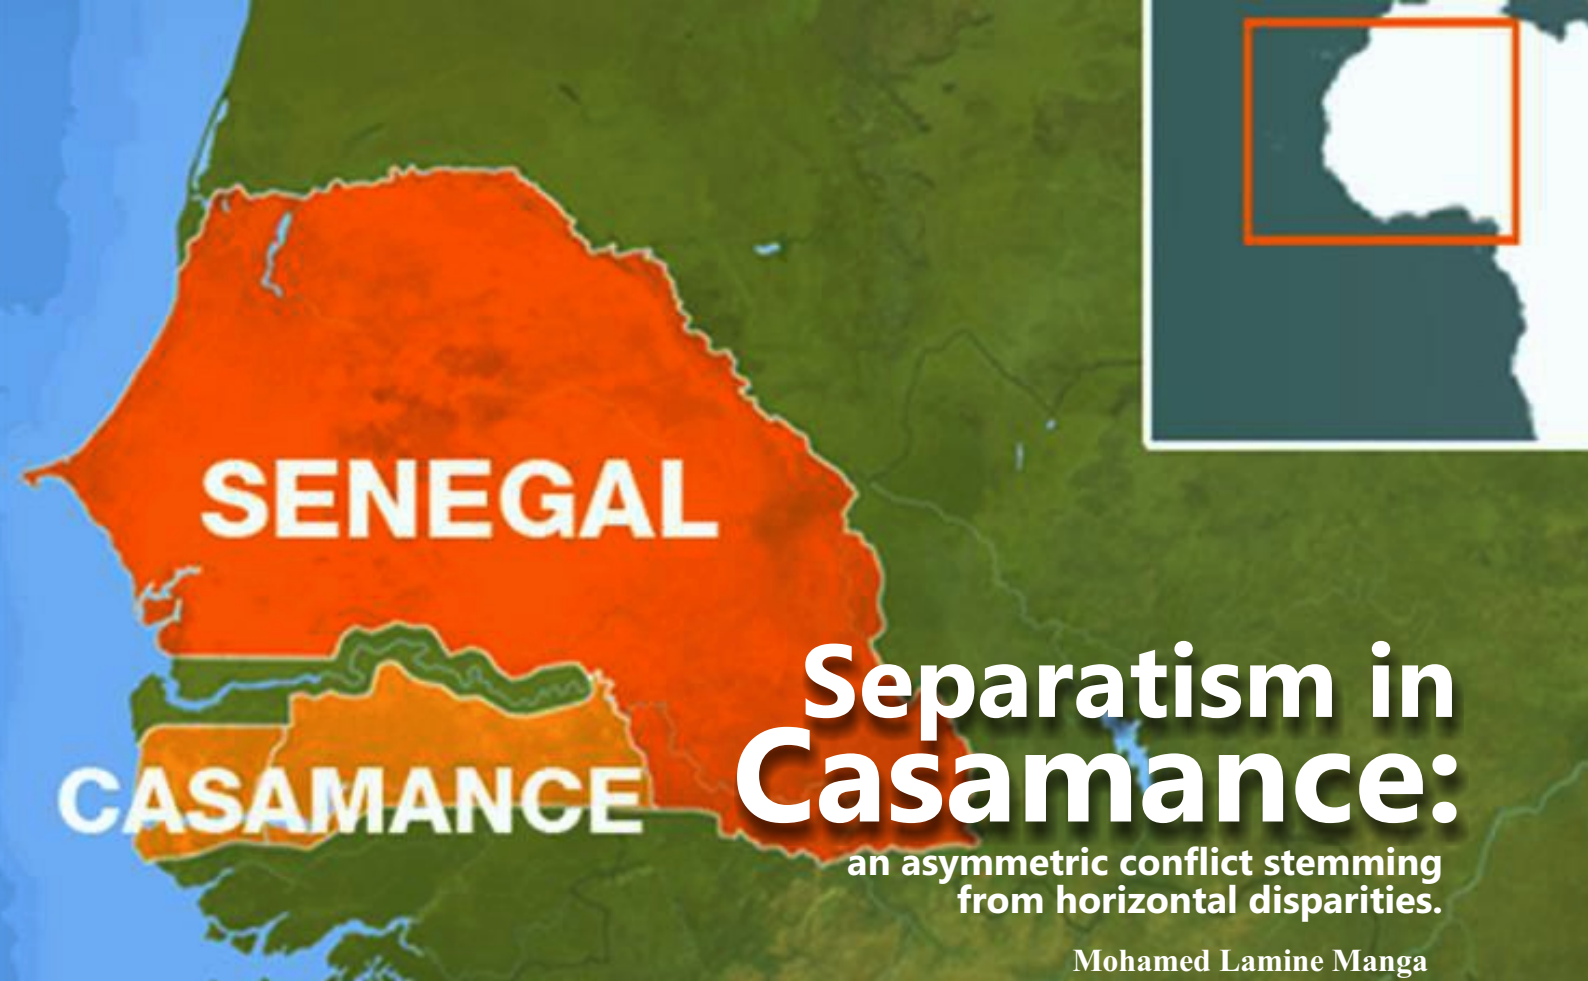 SENEGAL
CASAMANCE
Separatism in
Casamance:
an asymmetric conflict stemming
from horizontal disparities.
Mohamed Lamine Manga